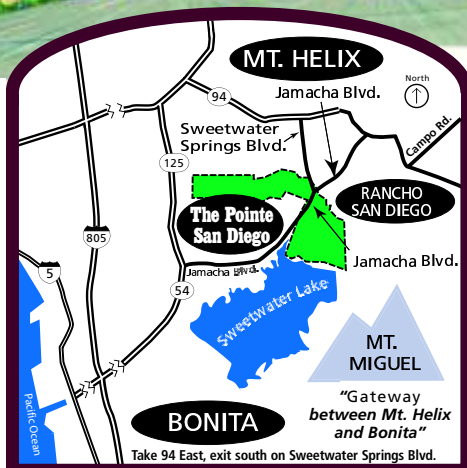 MT. HELIX
North
Jamacha Blvd.
94
Sweetwater
Springs Blvd.
Campo Rd.
125
RANCHO
SAN DIEGO
The Pointe
San Diego
805
Jamacha Blvd.
Jamacha Blvd.
5
54
Sweetwater Lake
MT.
MIGUEL
Pacific Ocean
"Gateway
between Mt. Helix
and Bonita"
BONITA
Take 94 East, exit south on Sweetwater Springs Blvd.